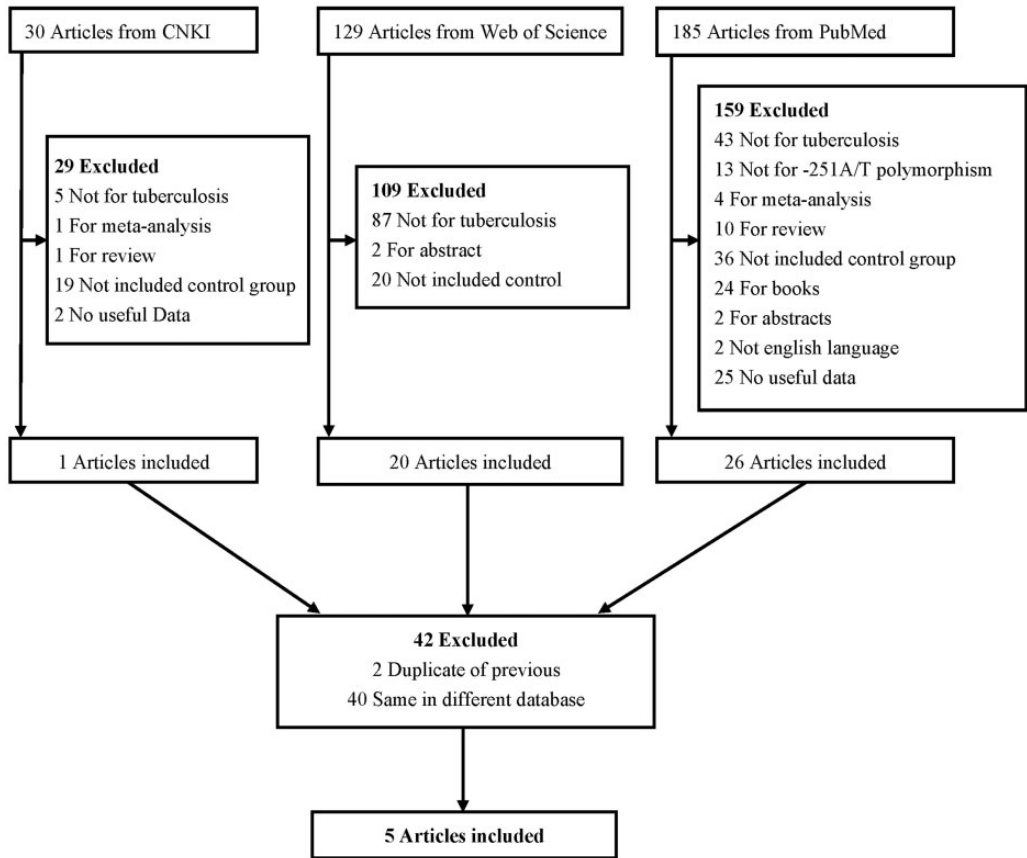 30 Articles from CNKI
129 Articles from Web of Science
185 Articles from PubMed
29 Excluded
5 Not for tuberculosis
1 For meta-analysis
1 For review
19 Not included control group
2 No useful Data
109 Excluded
87 Not for tuberculosis
2 For abstract
20 Not included control
159 Excluded
43 Not for tuberculosis
13 Not for -251A/T polymorphism
4 For meta-analysis
10 For review
36 Not included control group
24 For books
2 For abstracts
2 Not english language
25 No useful data
1 Articles included
20 Articles included
26 Articles included
42 Excluded
2 Duplicate of previous
40 Same in different database
5 Articles included